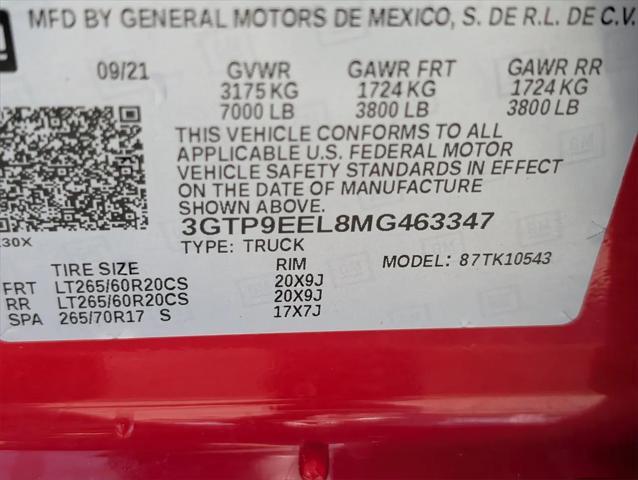 MFD BY GENERAL MOTORS DE MEXICO, S. DE R.L. DE C.V.
09/21 GVWR GAWR FRT GAWR RR
3175 KG 1724 KG 1724 KG
7000 LB 3800 LB 3800 LB
THIS VEHICLE CONFORMS TO ALL
APPLICABLE U.S. FEDERAL MOTOR
VEHICLE SAFETY STANDARDS IN EFFECT
ON THE DATE OF MANUFACTURE
SHOWN ABOVE.
3GTP9EEL8MG463347
30X
TYPE: TRUCK MODEL: 87TK10543
TIRE SIZE RIM
FRT LT265/60R20CS 20X9J
RR LT265/60R20CS 20X9J
SPA 265/70R17 S 17X7J